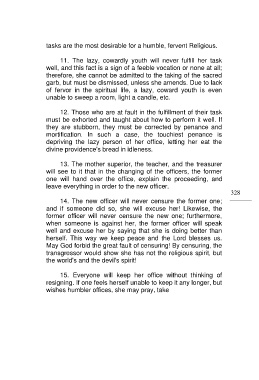 tasks are the most desirable for a humble, fervent Religious.
11. The lazy, cowardly youth will never fulfill her task
well, and this fact is a sign of a feeble vocation or none at all;
therefore, she cannot be admitted to the taking of the sacred
garb, but must be dismissed, unless she amends. Due to lack
of fervor in the spiritual life, a lazy, coward youth is even
unable to sweep a room, light a candle, etc.
12. Those who are at fault in the fulfillment of their task
must be exhorted and taught about how to perform it well. If
they are stubborn, they must be corrected by penance and
mortification. In such a case, the touchiest penance is
depriving the lazy person of her office, letting her eat the
divine providence's bread in idleness.
13. The mother superior, the teacher, and the treasurer
will see to it that in the changing of the officers, the former
one will hand over the office, explain the proceeding, and
leave everything in order to the new officer.
328
14. The new officer will never censure the former one;
and if someone did so, she will excuse her! Likewise, the
former officer will never censure the new one; furthermore,
when someone is against her, the former officer will speak
well and excuse her by saying that she is doing better than
herself. This way we keep peace and the Lord blesses us.
May God forbid the great fault of censuring! By censuring, the
transgressor would show she has not the religious spirit, but
the world's and the devil's spirit!
15. Everyone will keep her office without thinking of
resigning. If one feels herself unable to keep it any longer, but
wishes humbler offices, she may pray, take